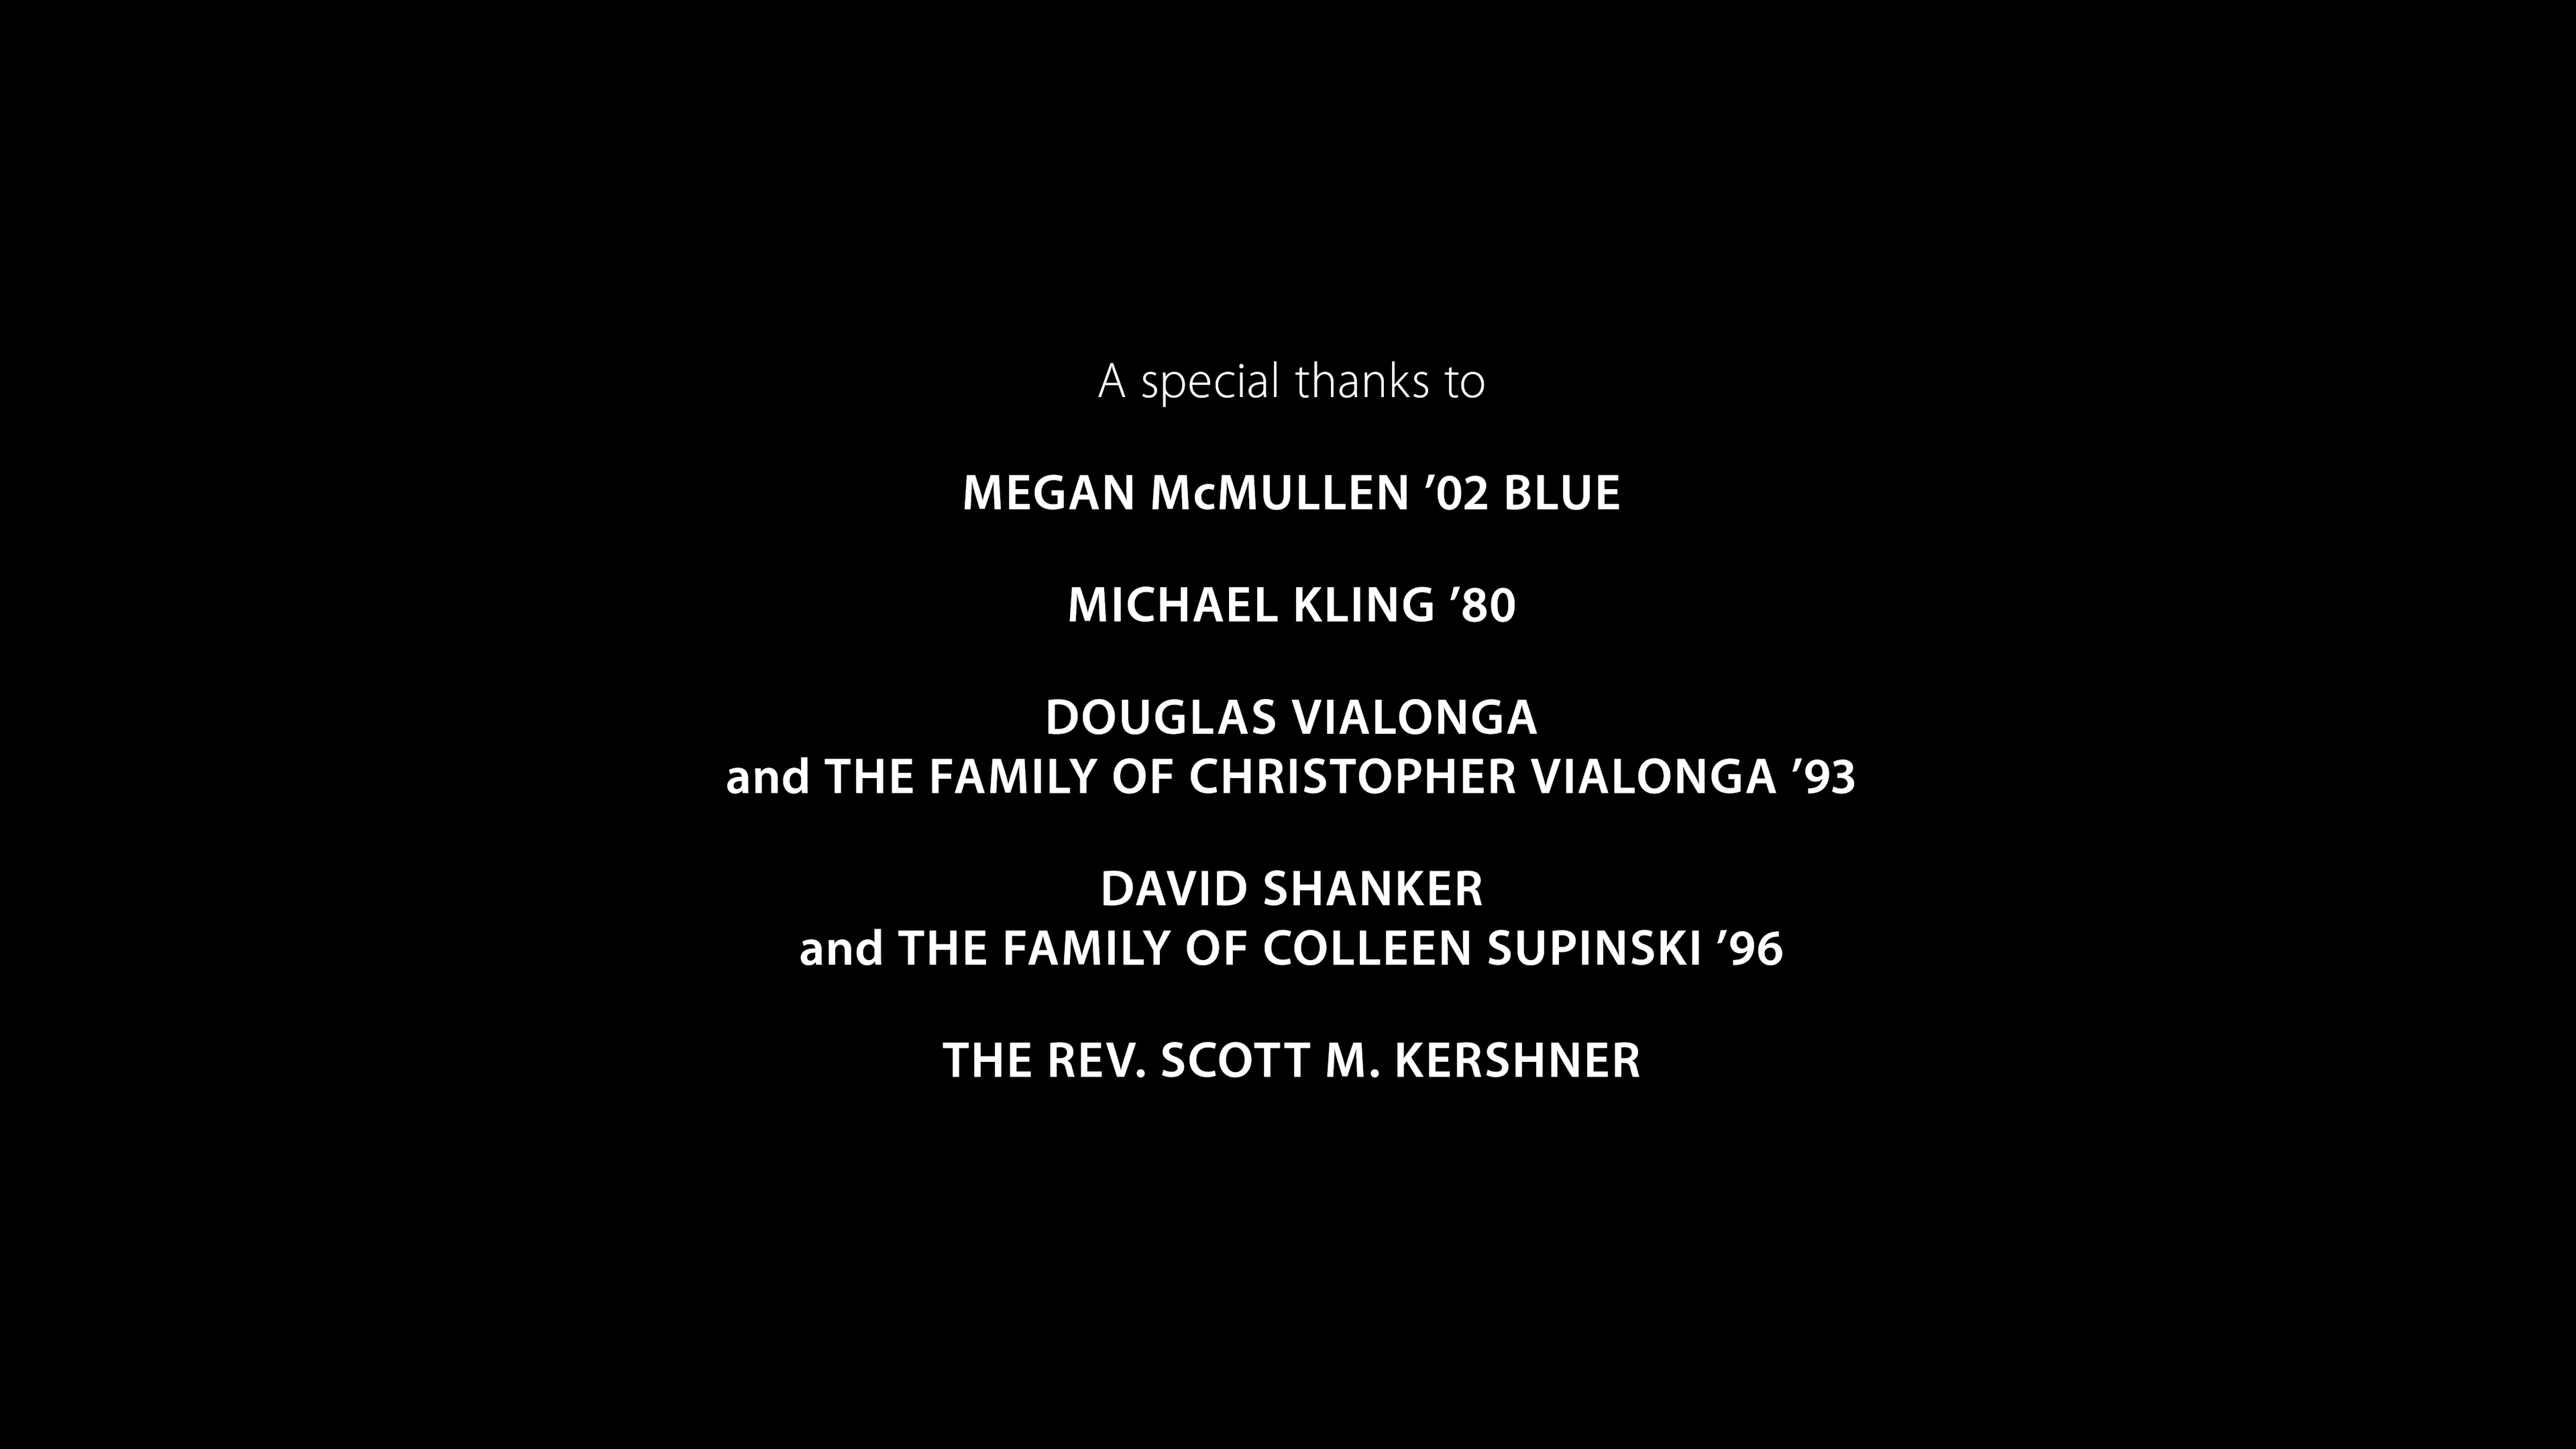 A special thanks to
MEGAN McMULLEN ’02 BLUE
MICHAEL KLING ’80
DOUGLAS VIALONGA
and THE FAMILY OF CHRISTOPHER VIALONGA ’93
DAVID SHANKER
and THE FAMILY OF COLLEEN SUPINSKI ’96
THE REV. SCOTT M. KERSHNER